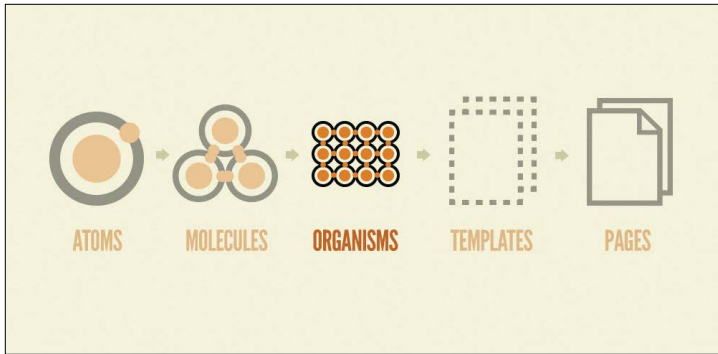 ATOMS
MOLECULES
ORGANISMS
TEMPLATES
PAGES